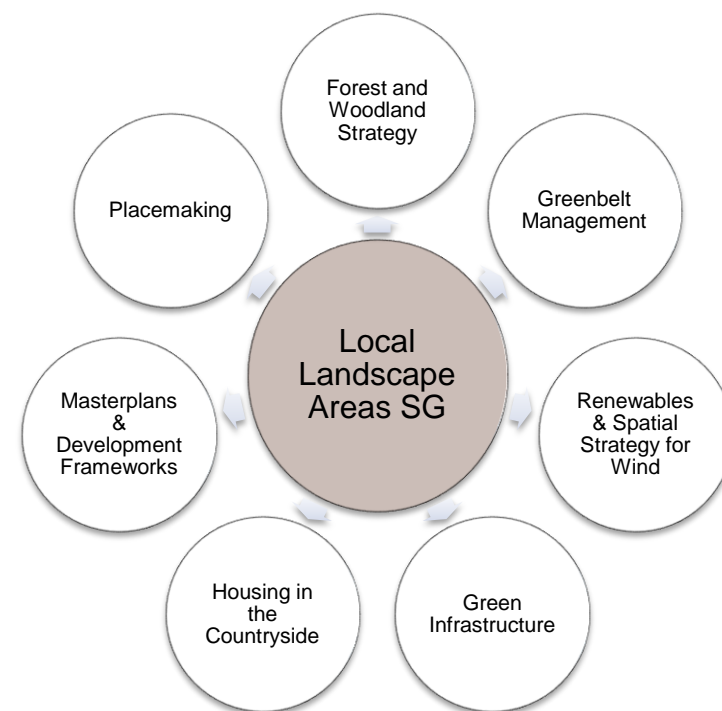 Forest and
Woodland
Strategy
Placemaking
Greenbelt
Management
Local
Landscape
Areas SG
Masterplans
&
Development
Frameworks
Renewables
& Spatial
Strategy for
Wind
Housing in
the
Countryside
Green
Infrastructure